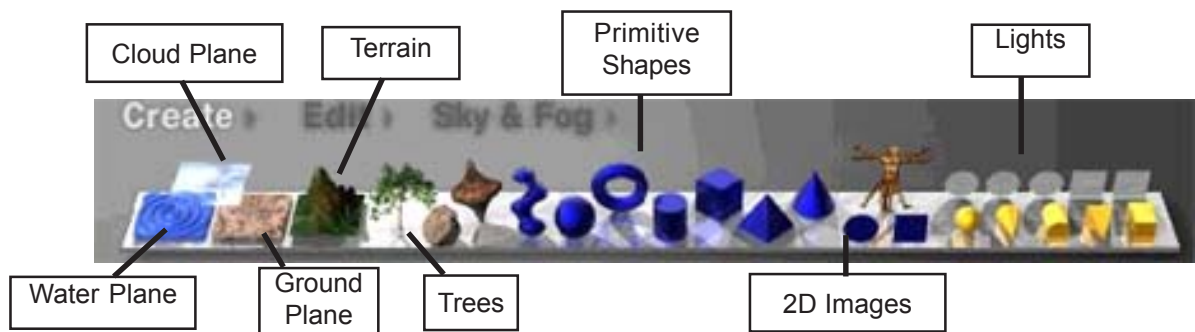 Cloud Plane
Terrain
Primitive
Shapes
Lights
Create
Edit
Sky & Fog
Water Plane
Ground
Plane
Trees
2D Images